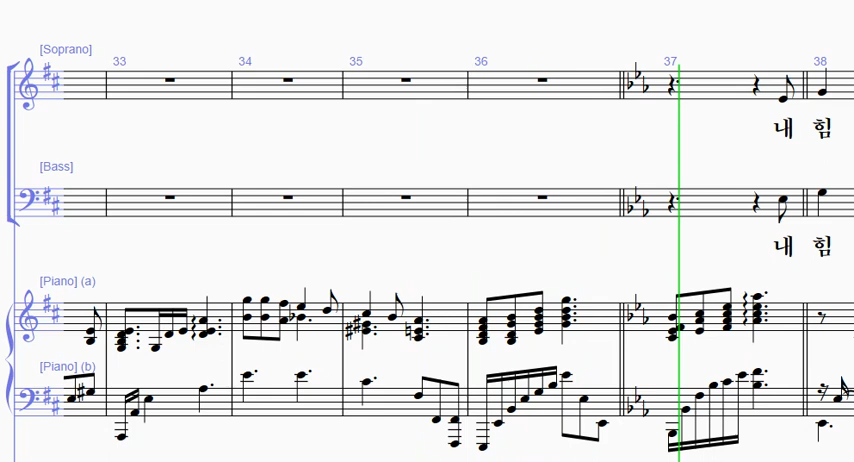 [Soprano]
33 34 35 36 37 38
내 힘
[Bass]
내 힘
[Piano] (a)
[Piano] (b)